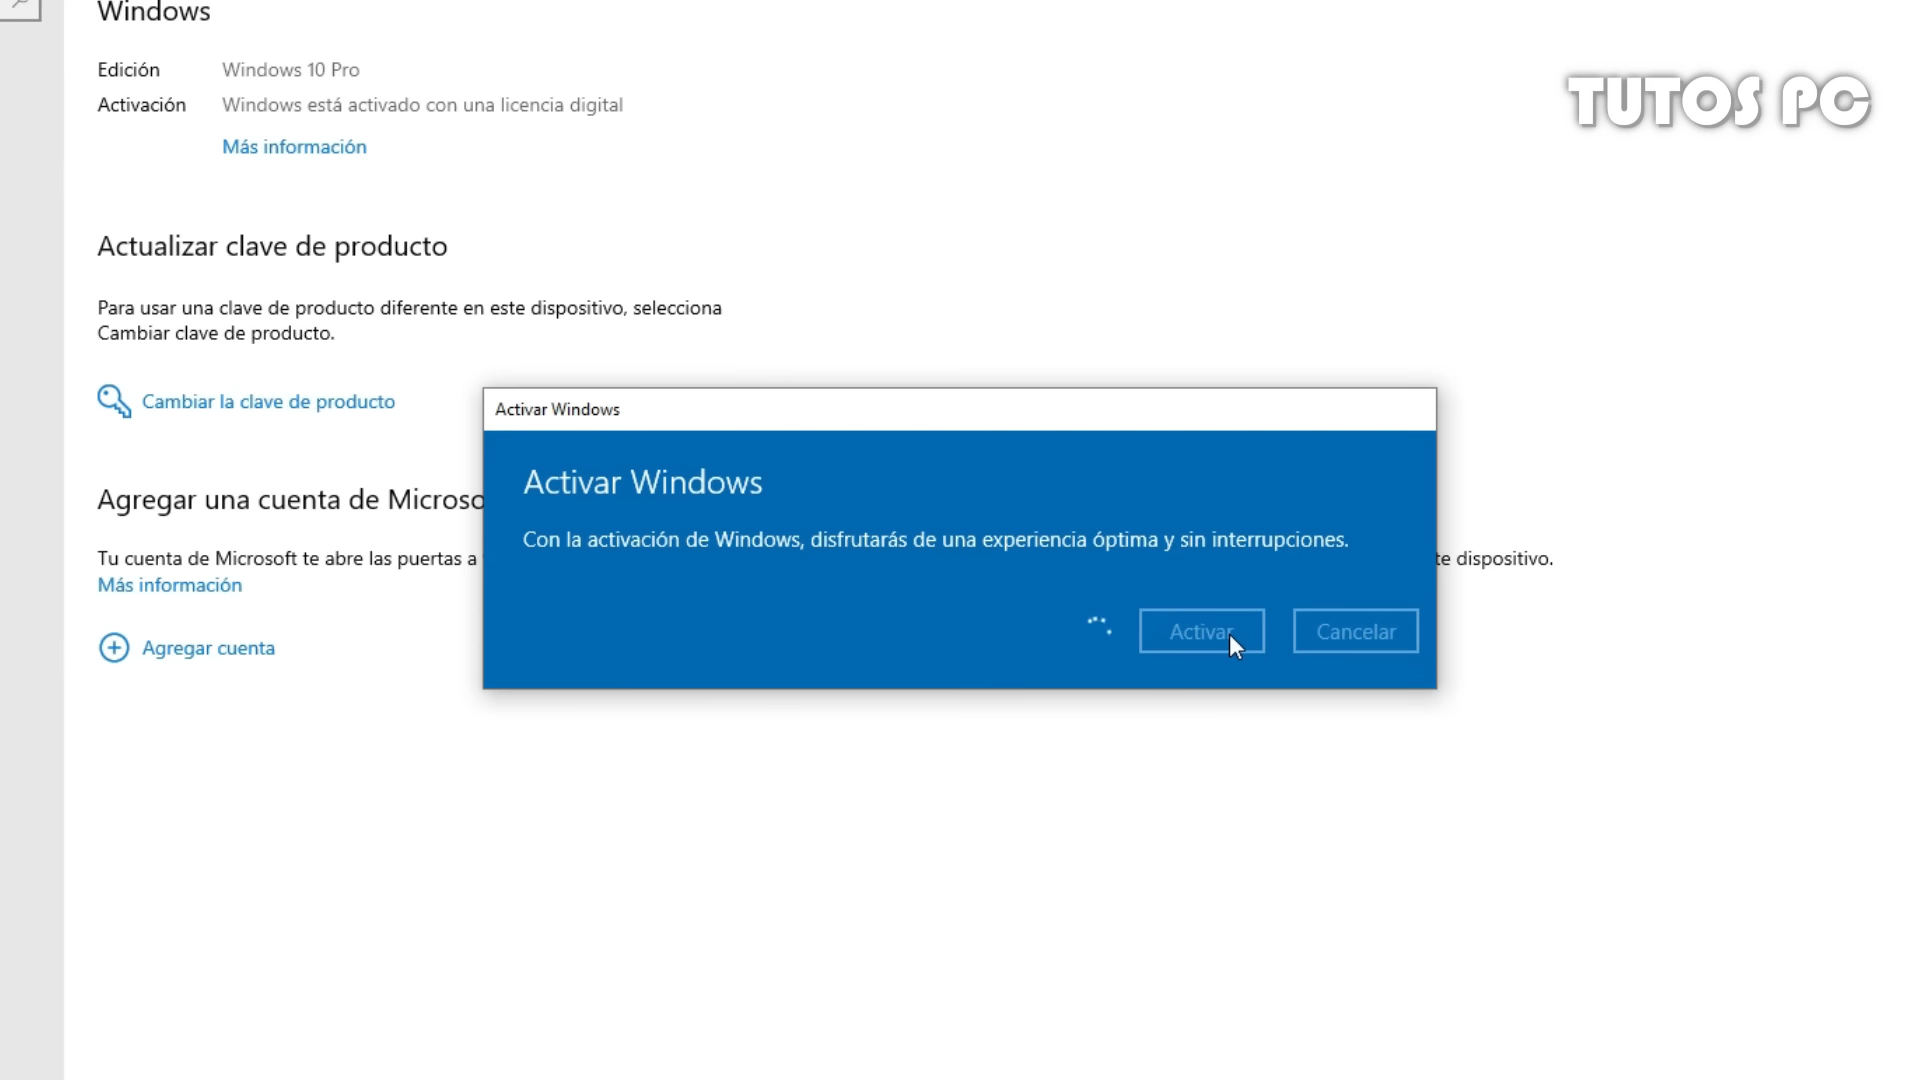 Windows
TUTOS PC
Edición Windows 10 Pro
Activación Windows está activado con una licencia digital
Más información
Actualizar clave de producto
Para usar una clave de producto diferente en este dispositivo, selecciona
Cambiar clave de producto.
Cambiar la clave de producto
Activar Windows
Activar Windows
Con la activación de Windows, disfrutarás de una experiencia óptima y sin interrupciones.
Activar Cancelar
Agregar una cuenta de Microso
Tu cuenta de Microsoft te abre las puertas a te dispositivo.
Más información
Agregar cuenta